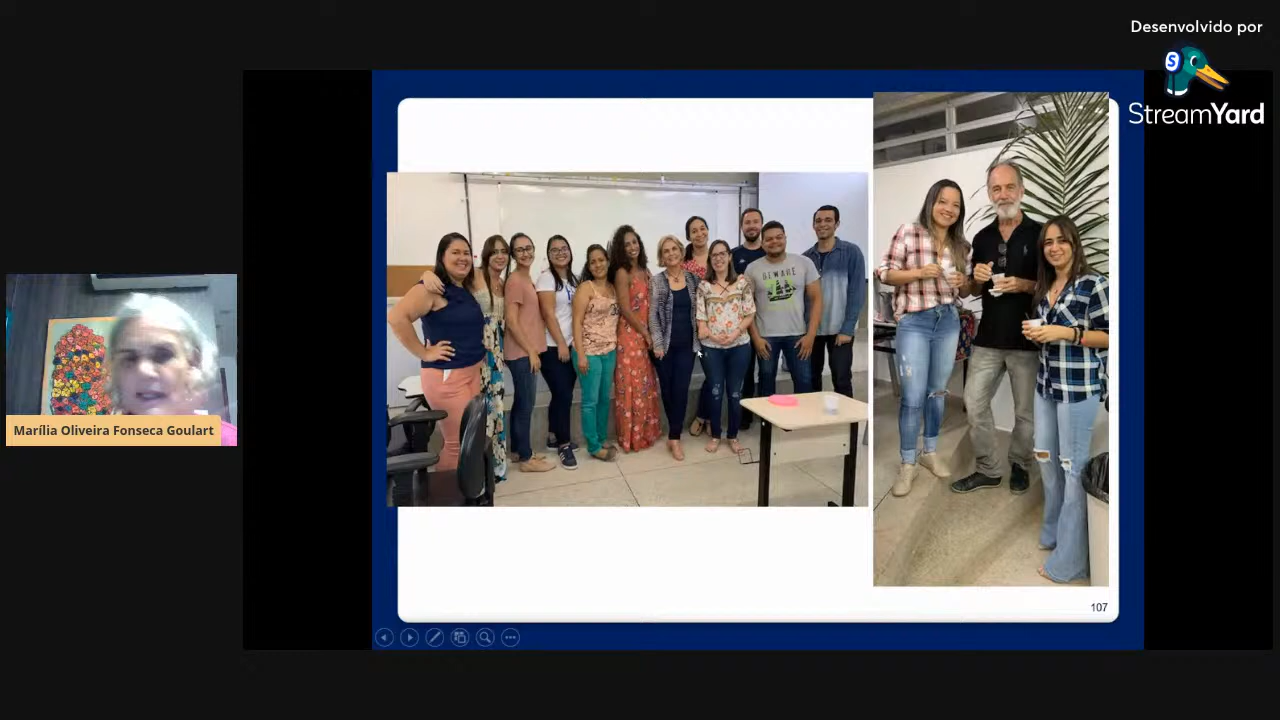 Desenvolvido por
S
StreamYard
Marília Oliveira Fonseca Goulart
BEWARE
107